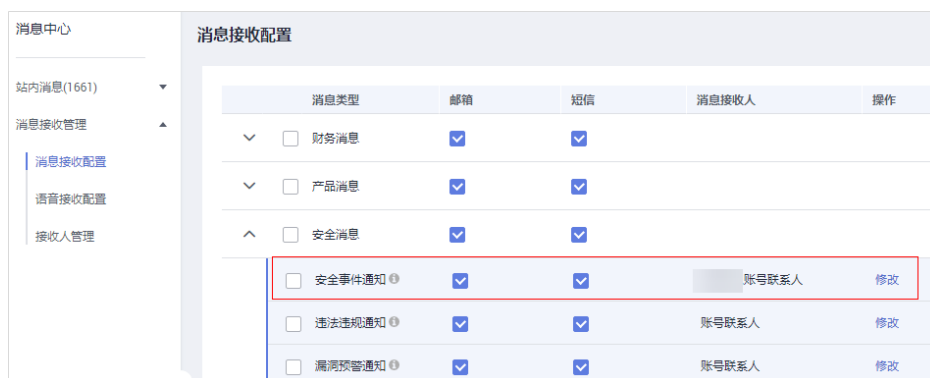 消息中心
消息接收配置
站内消息(1661)
消息接收管理
消息接收配置
语音接收配置
接收人管理
消息类型 邮箱 短信 消息接收人 操作
财务消息
产品消息
安全消息
安全事件通知 账号联系人 修改
违法违规通知 账号联系人 修改
漏洞预警通知 账号联系人 修改